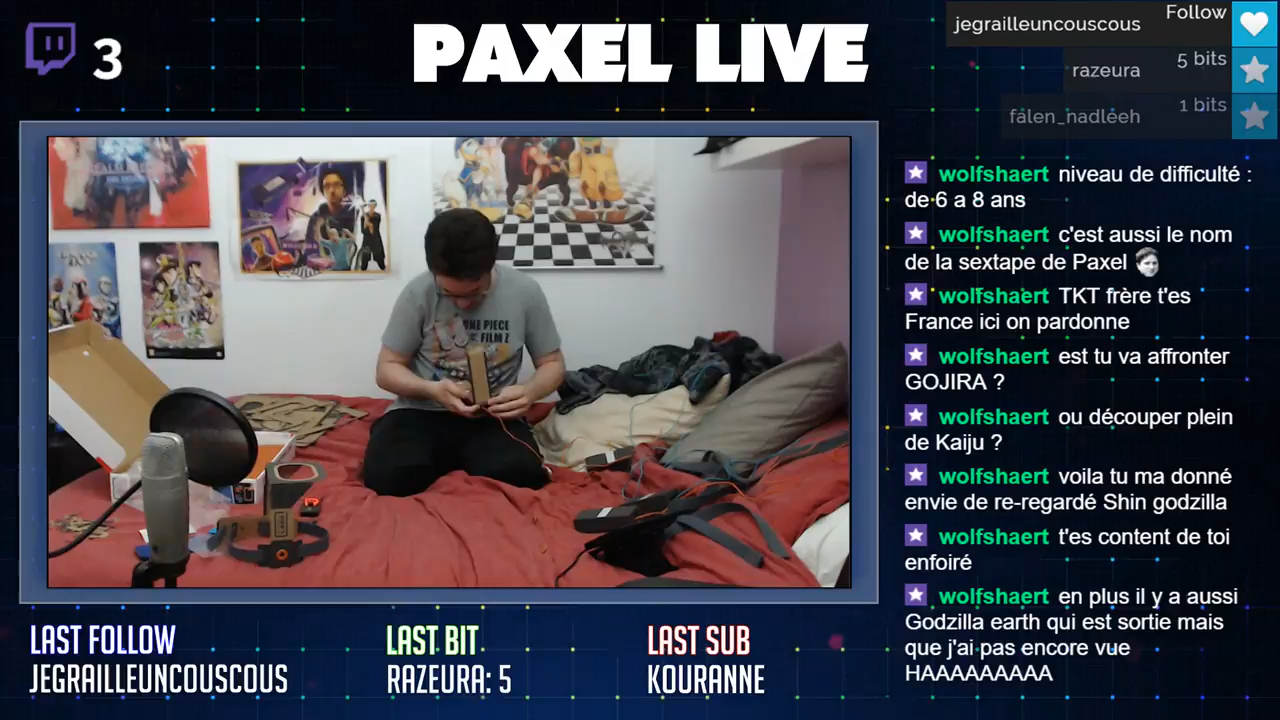 3
PAXEL LIVE
jegrailleuncouscous Follow
razeura 5 bits
falen_nadleeh 1 bits
wolfshaert niveau de difficulté :
de 6 a 8 ans
wolfshaert c'est aussi le nom
de la sextape de Paxel
wolfshaert TKT frère t'es
France ici on pardonne
wolfshaert est tu va affronter
GOJIRA ?
wolfshaert ou découper plein
de Kaiju ?
wolfshaert voila tu ma donné
envie de re-regardé Shin godzilla
wolfshaert t'es content de toi
enfoiré
wolfshaert en plus il y a aussi
Godzilla earth qui est sortie mais
que j'ai pas encore vue
HAAAAAAAAA
ONE PIECE
FILM Z
LAST FOLLOW
JEGRAILLEUNCOUSCOUS
LAST BIT
RAZEURA: 5
LAST SUB
KOURANNE